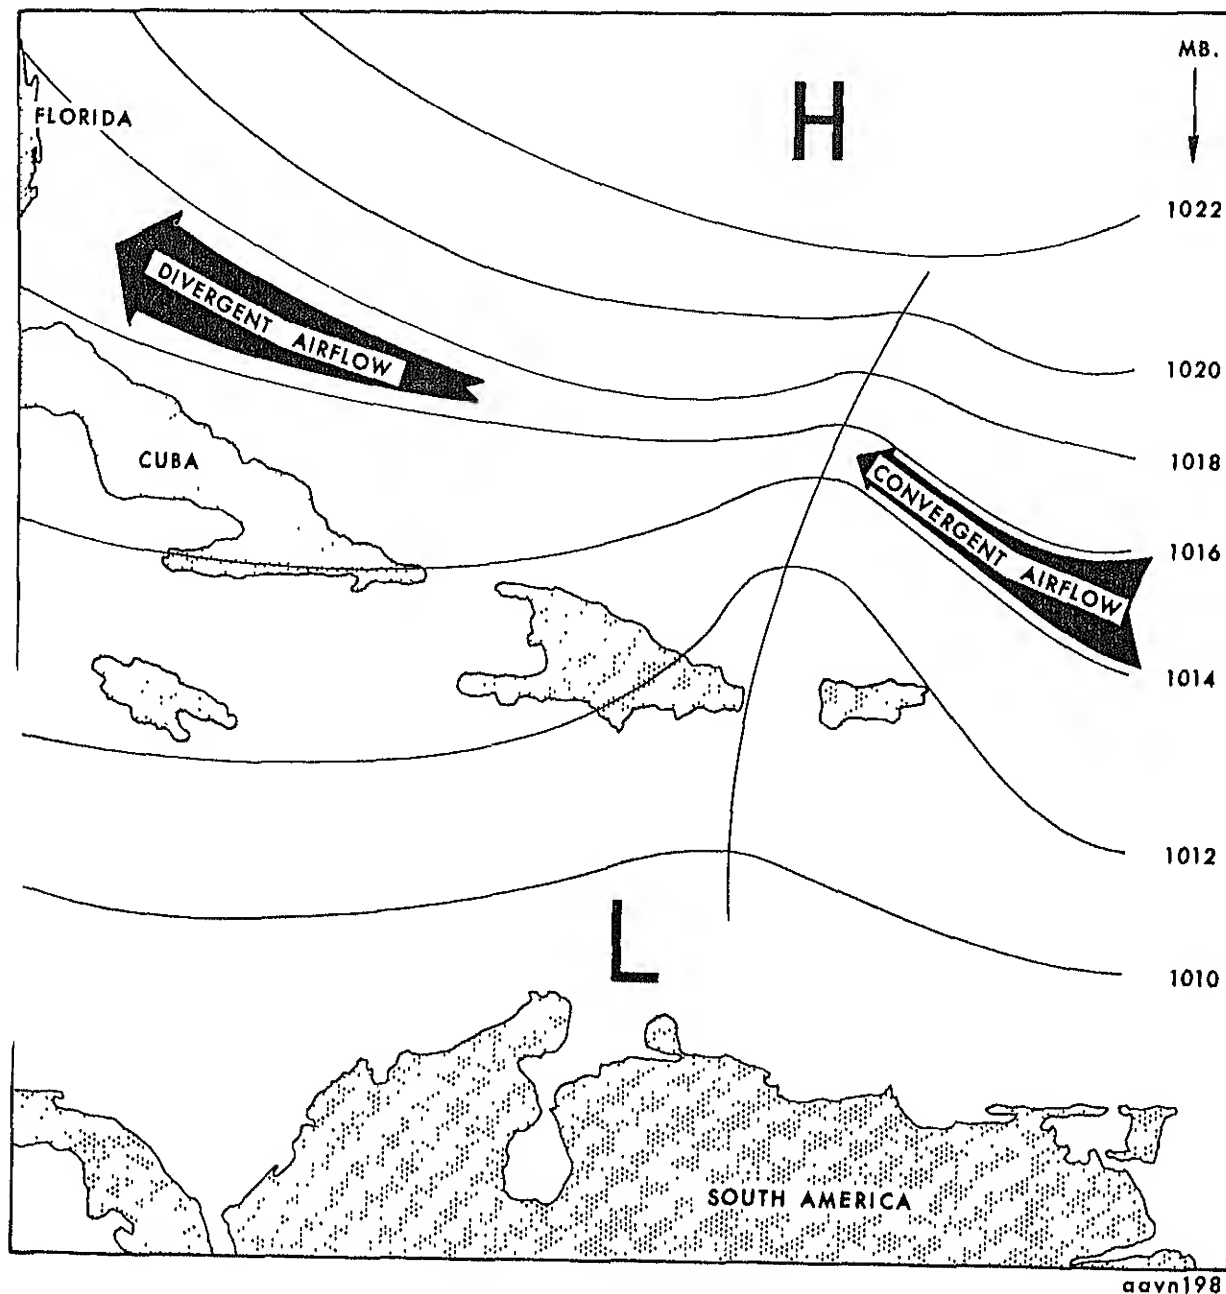 MB.
H
FLORIDA
1022
DIVERGENT AIRFLOW
1020
CUBA
1018
CONVERGENT AIRFLOW
1016
1014
1012
L
1010
SOUTH AMERICA
aavn198